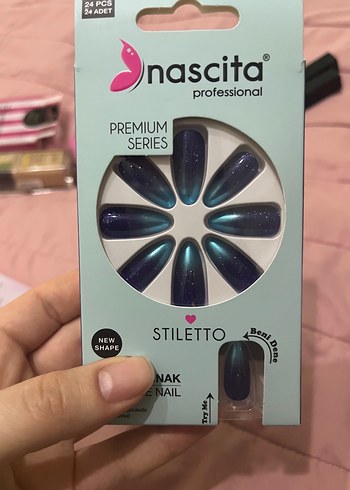 24 PCS
24 ADET
nascita®
professional
PREMIUM
SERIES
STILETTO
NEW
SHAPE
Beni Dene
Try Me
NAK
NAIL